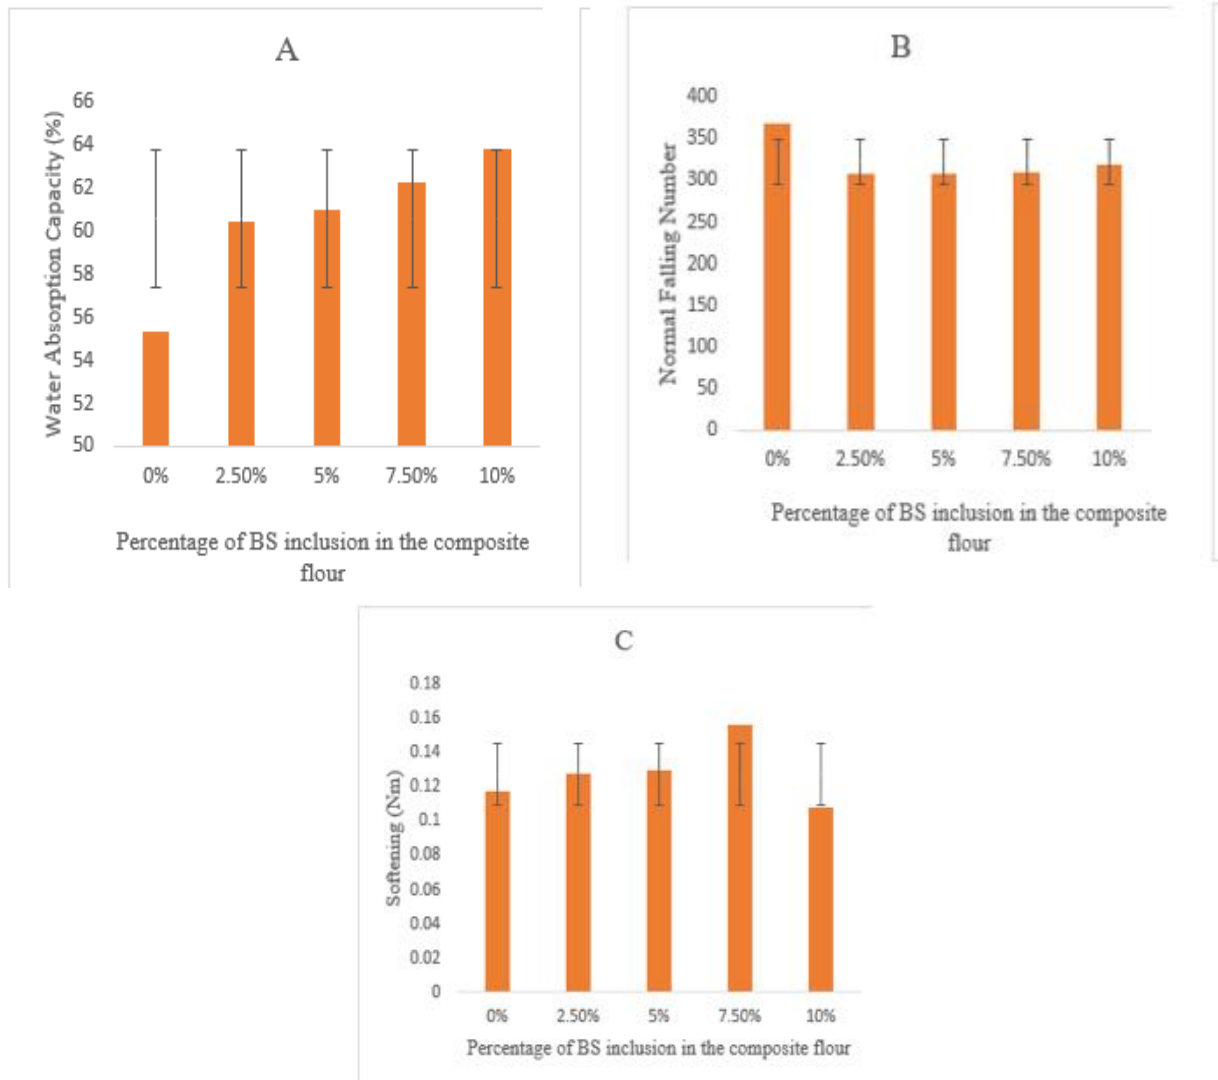 A
Water Absorption Capacity (%)
66
64
62
60
58
56
54
52
50
0% 2.50% 5% 7.50% 10%
Percentage of BS inclusion in the composite
flour
B
Normal Falling Number
400
350
300
250
200
150
100
50
0
0% 2.50% 5% 7.50% 10%
Percentage of BS inclusion in the composite
flour
C
Softening (Nm)
0.18
0.16
0.14
0.12
0.1
0.08
0.06
0.04
0.02
0
0% 2.50% 5% 7.50% 10%
Percentage of BS inclusion in the composite flour